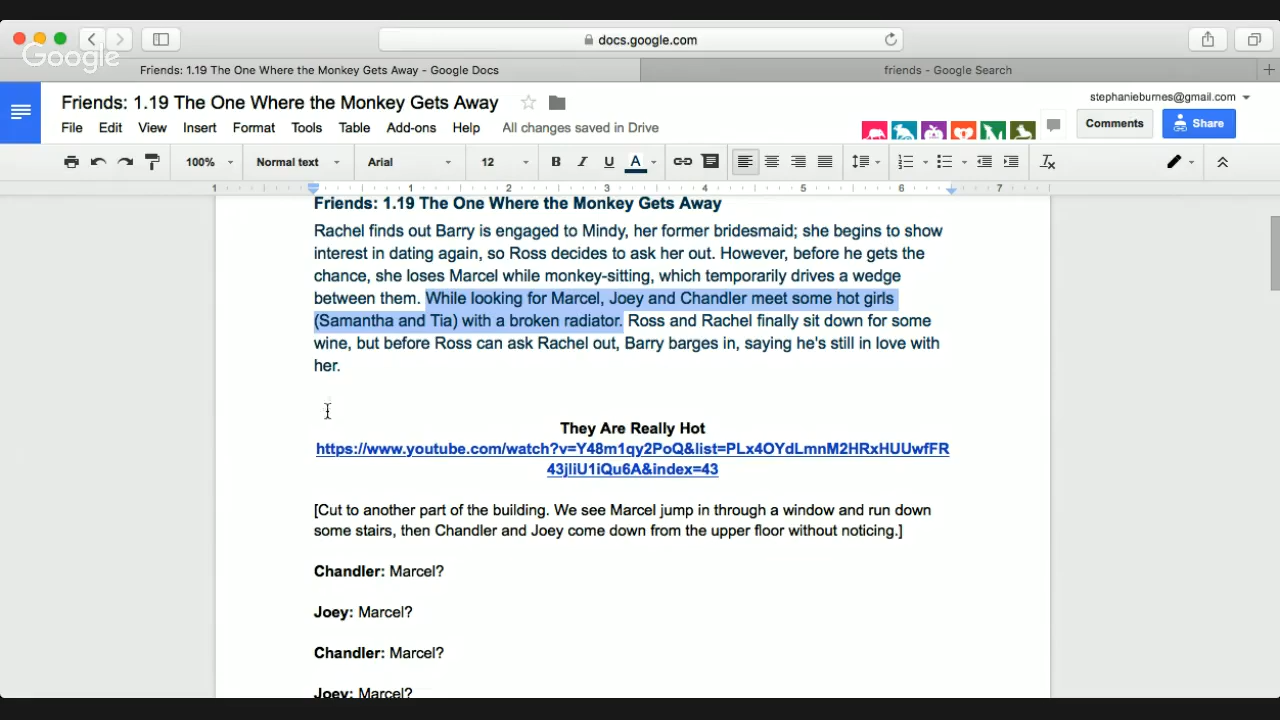 Google
docs.google.com
Friends: 1.19 The One Where the Monkey Gets Away - Google Docs
friends - Google Search
Friends: 1.19 The One Where the Monkey Gets Away
stephanieburnes@gmail.com
File Edit View Insert Format Tools Table Add-ons Help All changes saved in Drive
Comments
Share
100% Normal text Arial 12 B I U A
1 1 2 3 4 5 6 7
Friends: 1.19 The One Where the Monkey Gets Away
Rachel finds out Barry is engaged to Mindy, her former bridesmaid; she begins to show
interest in dating again, so Ross decides to ask her out. However, before he gets the
chance, she loses Marcel while monkey-sitting, which temporarily drives a wedge
between them. While looking for Marcel, Joey and Chandler meet some hot girls
(Samantha and Tia) with a broken radiator. Ross and Rachel finally sit down for some
wine, but before Ross can ask Rachel out, Barry barges in, saying he's still in love with
her.
They Are Really Hot
https://www.youtube.com/watch?v=Y48m1qy2PoQ&list=PLx4OYdLmnM2HRxHUUwfFR
43jliU1iQu6A&index=43
[Cut to another part of the building. We see Marcel jump in through a window and run down
some stairs, then Chandler and Joey come down from the upper floor without noticing.]
Chandler: Marcel?
Joey: Marcel?
Chandler: Marcel?
Joey: Marcel?